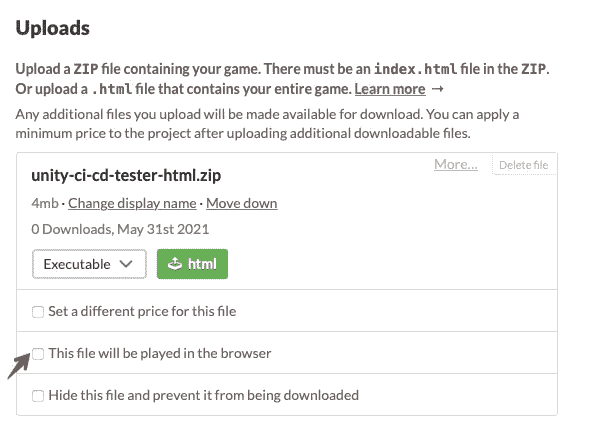 Uploads
Upload a ZIP file containing your game. There must be an index.html file in the ZIP.
Or upload a .html file that contains your entire game. Learn more →
Any additional files you upload will be made available for download. You can apply a
minimum price to the project after uploading additional downloadable files.
More... Delete file
unity-ci-cd-tester-html.zip
4mb · Change display name · Move down
0 Downloads, May 31st 2021
Executable html
Set a different price for this file
This file will be played in the browser
Hide this file and prevent it from being downloaded